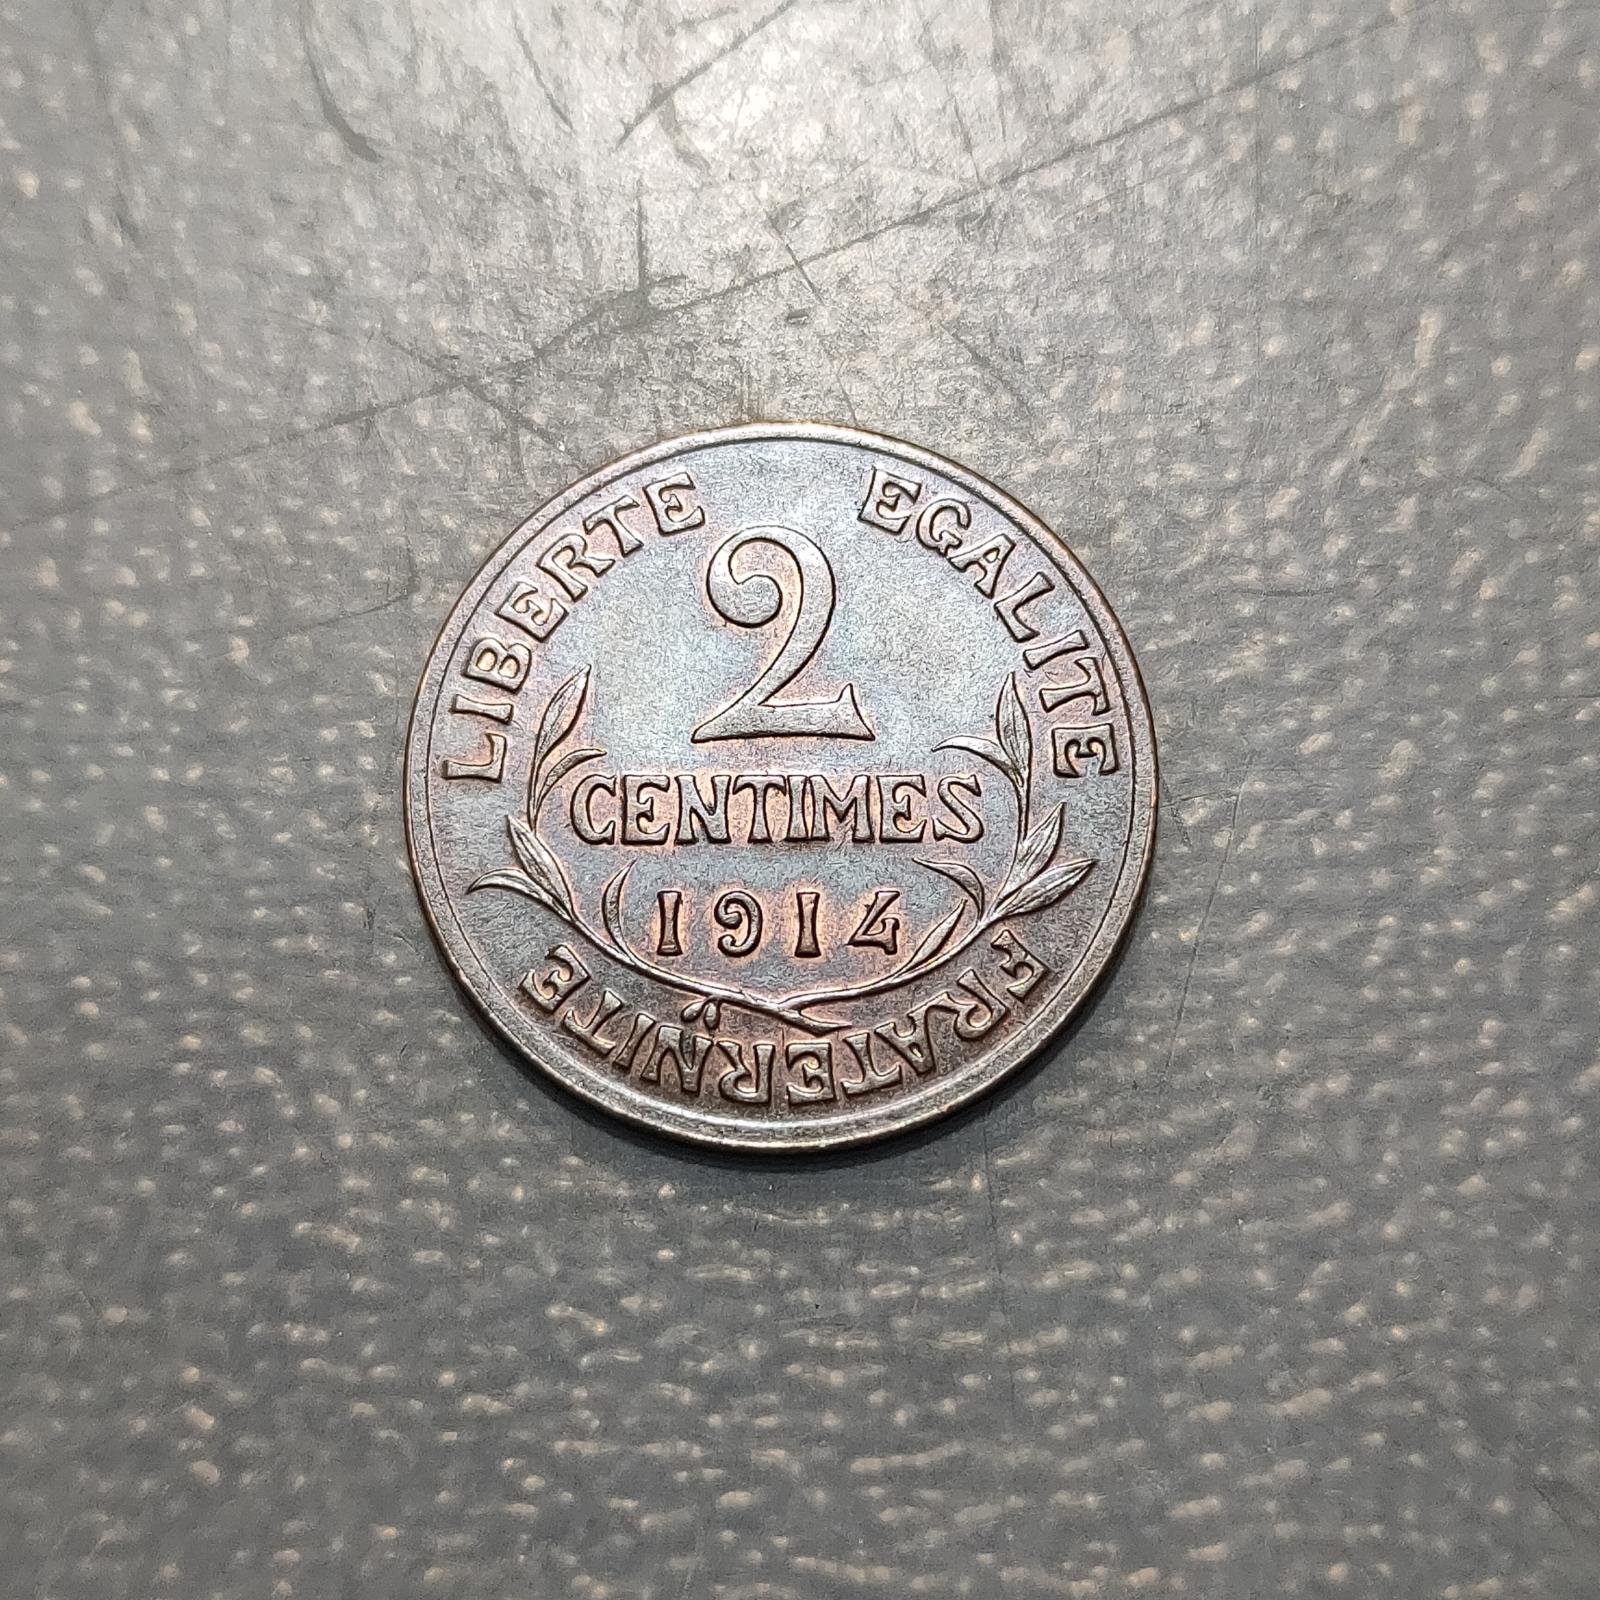 LIBERTE EGALITE
2
CENTIMES
1914
FRATERNITE